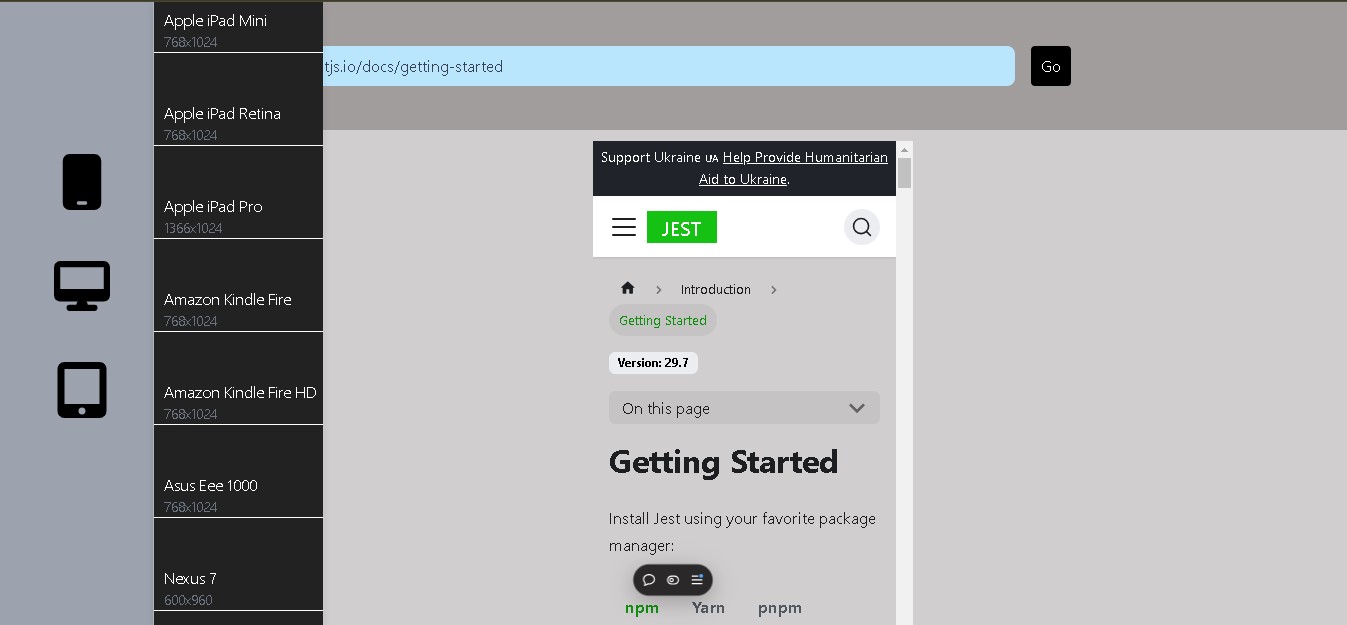 Apple iPad Mini
768x1024
Apple iPad Retina
768x1024
Apple iPad Pro
1366x1024
Amazon Kindle Fire
768x1024
Amazon Kindle Fire HD
768x1024
Asus Eee 1000
768x1024
Nexus 7
600x960
tjs.io/docs/getting-started
Go
Support Ukraine UA Help Provide Humanitarian
Aid to Ukraine.
JEST
Introduction
Getting Started
Version: 29.7
On this page
Getting Started
Install Jest using your favorite package
manager:
npm Yarn pnpm